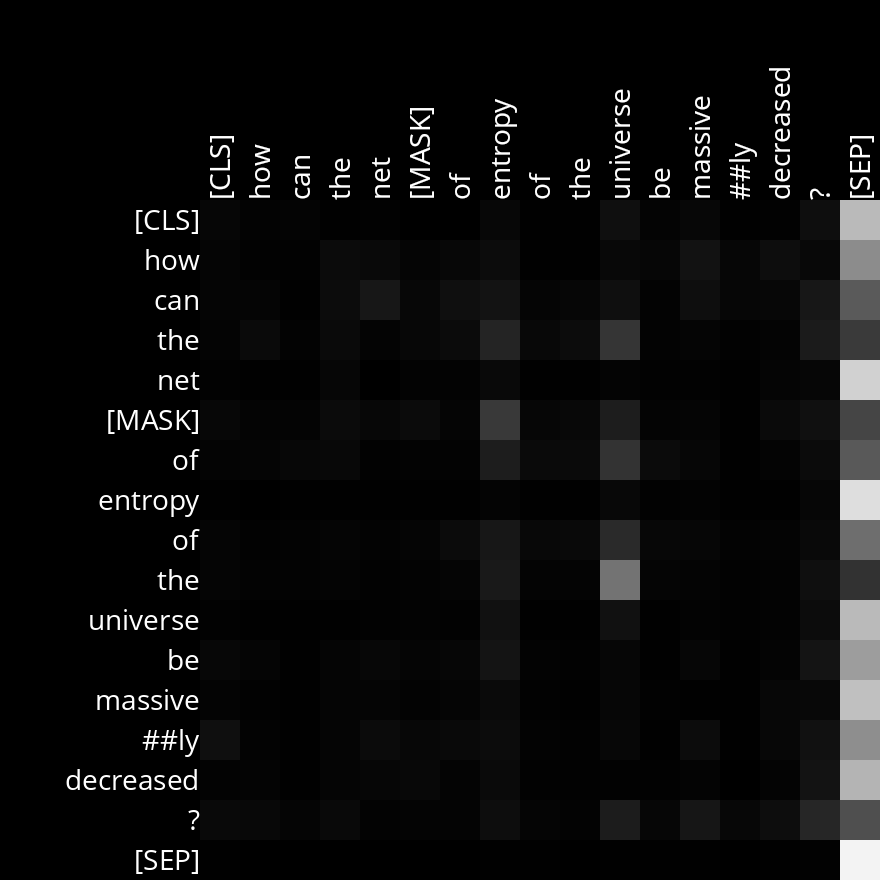 [CLS] how can the net [MASK] of entropy of the universe be massive ##ly decreased ? [SEP]
[CLS]
how
can
the
net
[MASK]
of
entropy
of
the
universe
be
massive
##ly
decreased
?
[SEP]